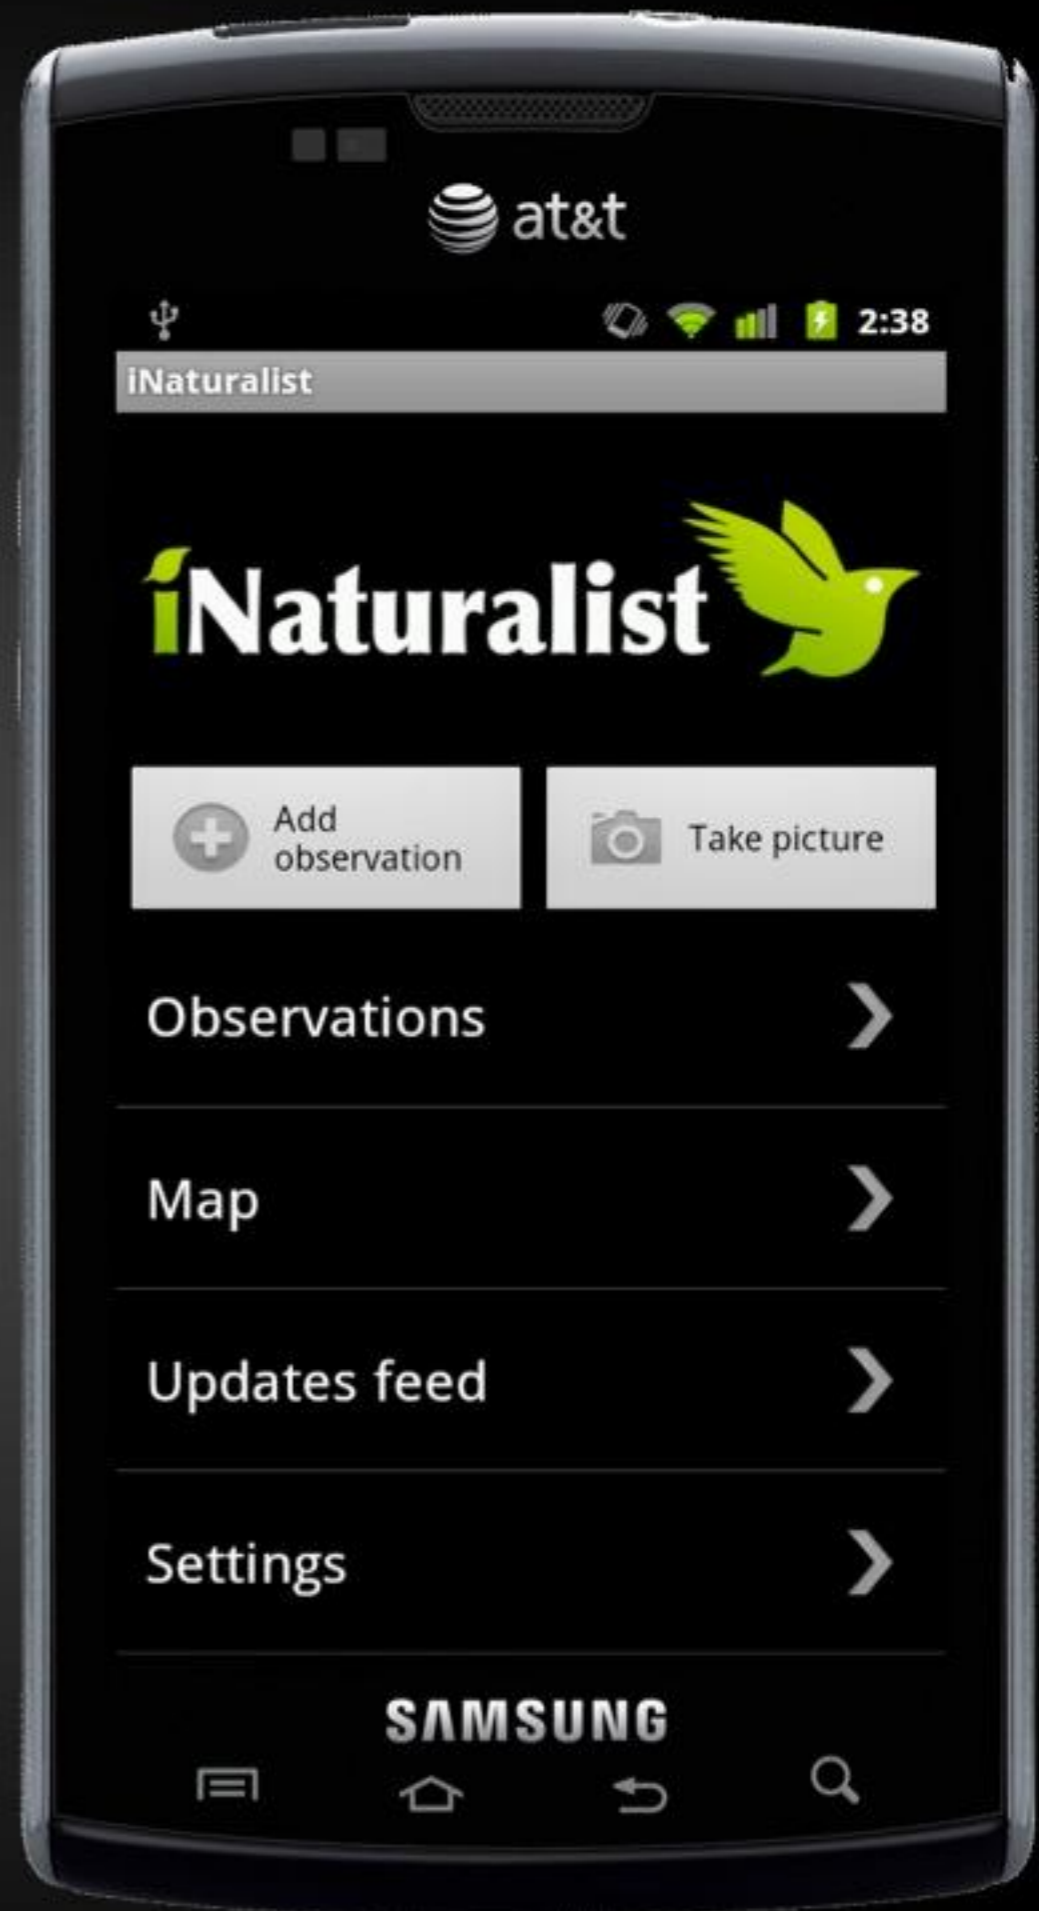 at&t
2:38
iNaturalist
iNaturalist
Add
observation
Take picture
Observations
Map
Updates feed
Settings
SAMSUNG